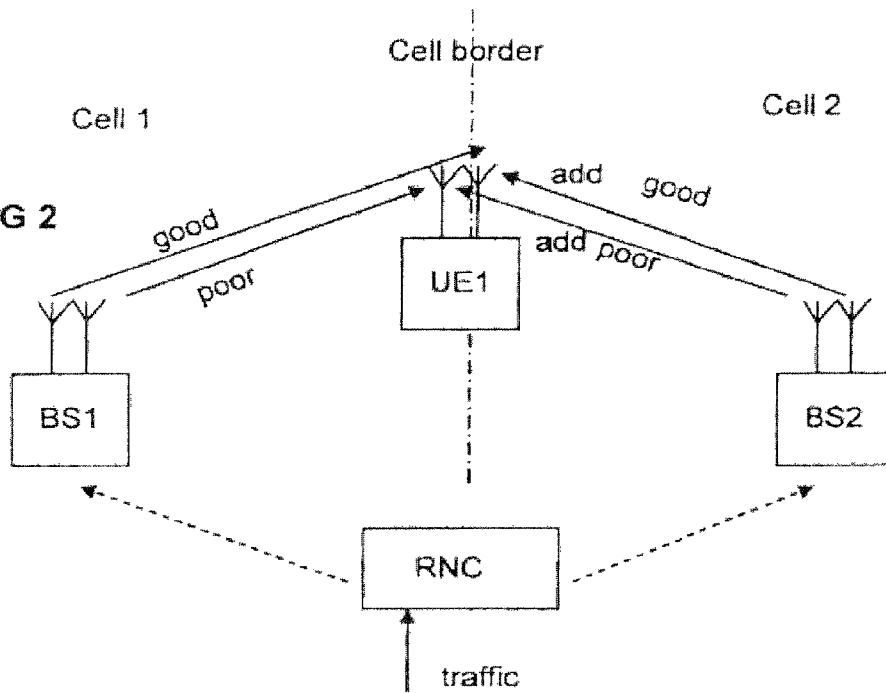 Cell border
Cell 1
Cell 2
G 2
good
poor
add good
add poor
UE1
BS1
BS2
RNC
traffic